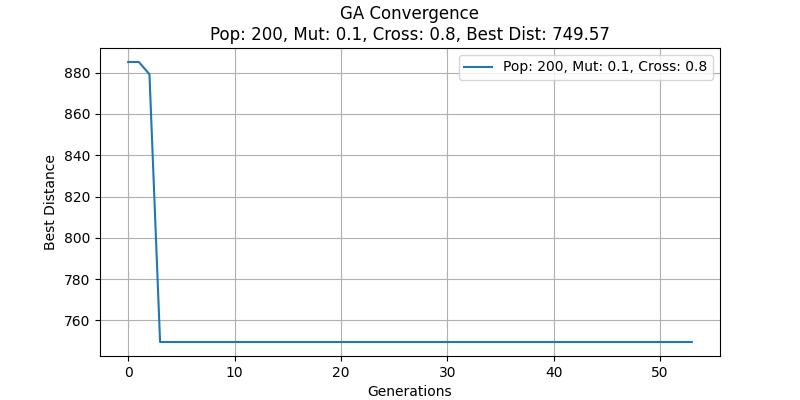 GA Convergence
Pop: 200, Mut: 0.1, Cross: 0.8, Best Dist: 749.57
Pop: 200, Mut: 0.1, Cross: 0.8
Best Distance
880
860
840
820
800
780
760
0 10 20 30 40 50
Generations